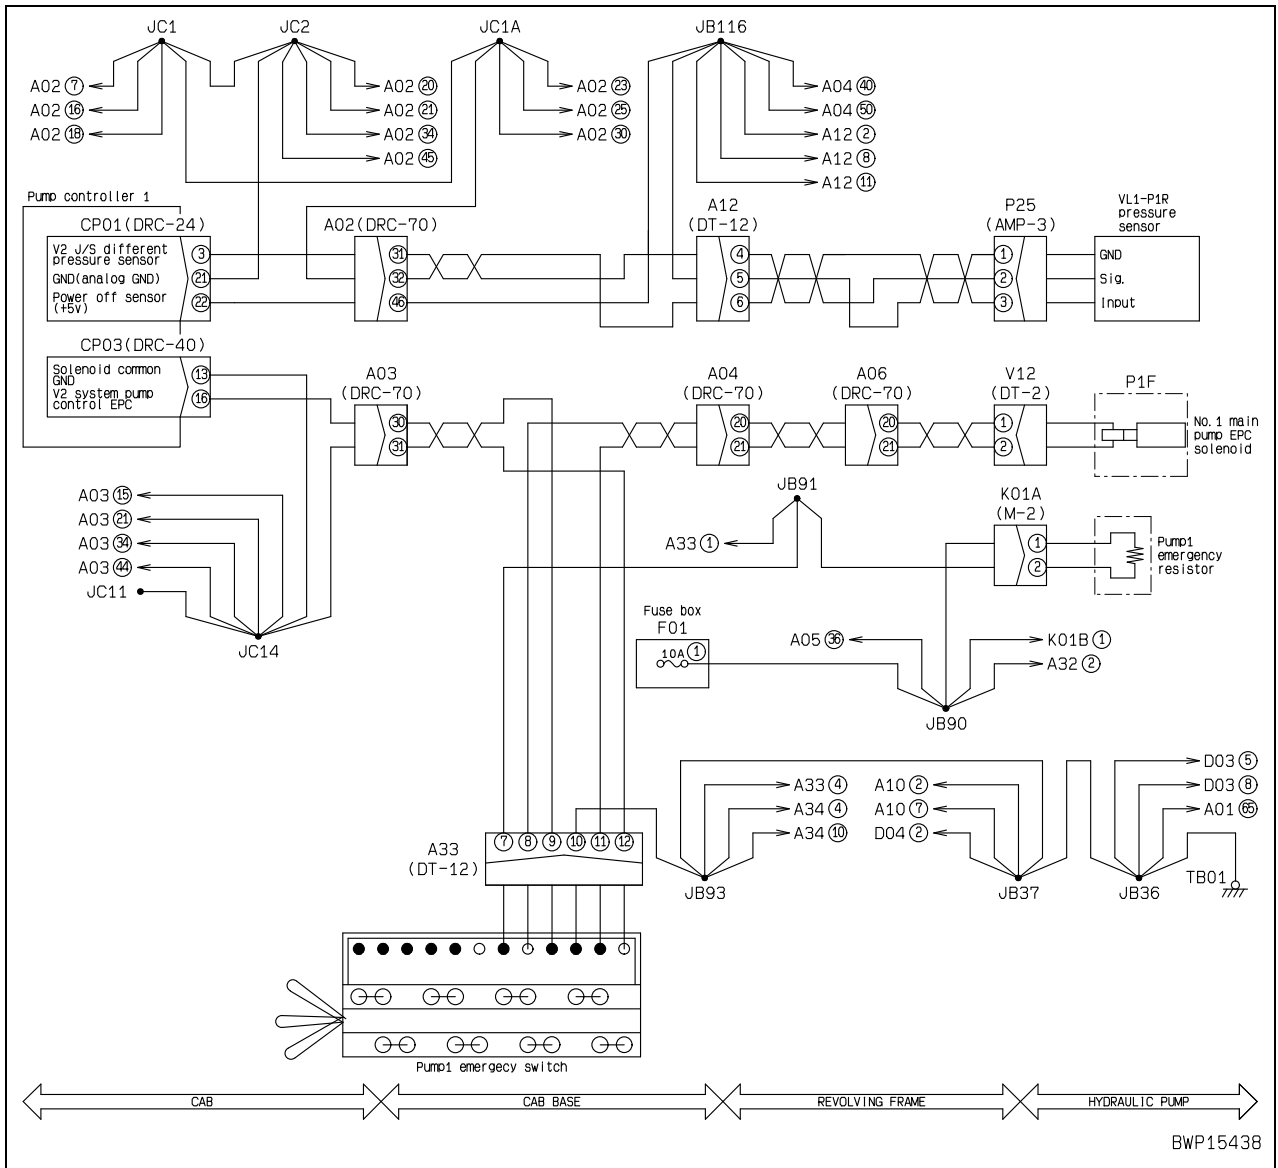 JC1 JC2 JC1A JB116
A02 7 A02 20 A02 23 A04 40
A02 16 A02 21 A02 25 A04 50
A02 18 A02 34 A02 30 A12 2
A02 45 A12 8
A12 11
Pump controller 1
CP01(DRC-24)
V2 J/S different
pressure sensor
3
GND(analog GND)
21
Power off sensor
(+5V)
22
A02(DRC-70)
31
32
46
A12
(DT-12)
4
5
6
P25
(AMP-3)
1
2
3
VL1-P1R
pressure
sensor
GND
Sig.
Input
CP03(DRC-40)
Solenoid common
GND
13
V2 system pump
control EPC
16
A03
(DRC-70)
30
31
A04
(DRC-70)
20
21
A06
(DRC-70)
20
21
V12
(DT-2)
1
2
P1F
No.1 main
pump EPC
solenoid
A03 15
A03 21
A03 34
A03 44
JC11
JC14
JB91
A33 1
K01A
(M-2)
1
2
Pump1
emergency
resistor
Fuse box
F01
10A 1
A05 36
K01B 1
A32 2
JB90
A33 4
A34 4
A34 10
A10 2
A10 7
D04 2
D03 5
D03 8
A01 65
JB93
JB37
JB36
TB01
A33
(DT-12)
7 8 9 10 11 12
Pump1 emergecy switch
CAB CAB BASE REVOLVING FRAME HYDRAULIC PUMP
BWP15438